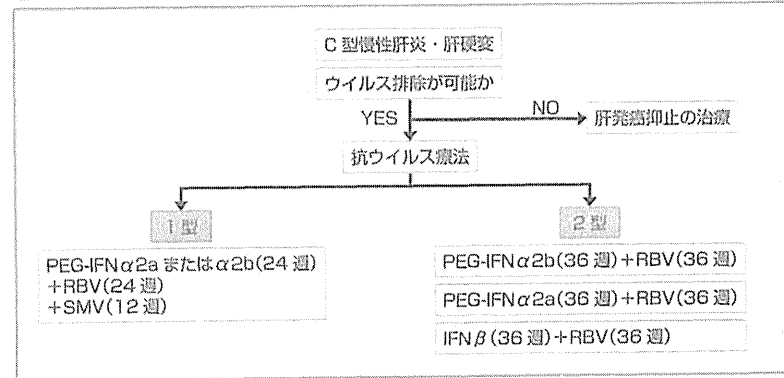 C型慢性肝炎・肝硬変
ウイルス排除が可能か
YES
NO
肝発癌抑止の治療
抗ウイルス療法
1型
2型
PEG-IFNα2aまたはα2b(24週)
+RBV(24週)
+SMV(12週)
PEG-IFNα2b(36週)+RBV(36週)
PEG-IFNα2a(36週)+RBV(36週)
IFNβ(36週)+RBV(36週)